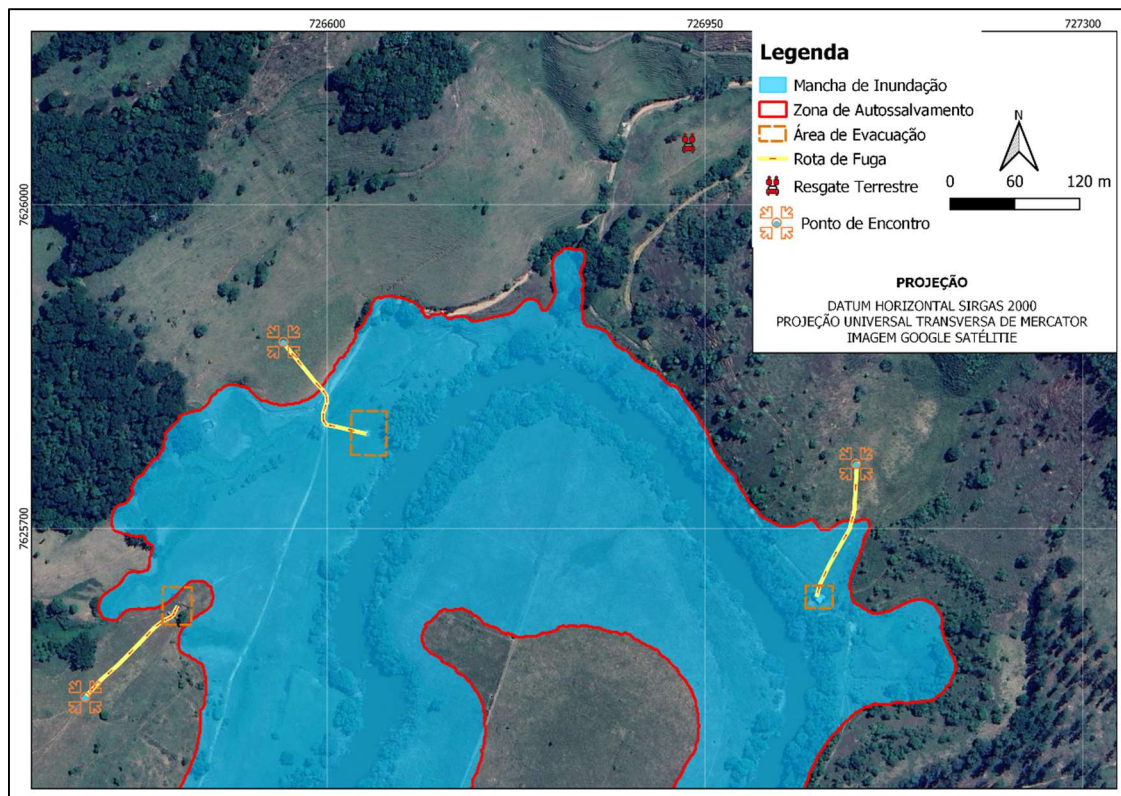 726600
726950
727300
7626000
7625700
Legenda
Mancha de Inundação
Zona de Autossalvamento
Área de Evacuação
Rota de Fuga
Resgate Terrestre
Ponto de Encontro
N
0 60 120 m
PROJEÇÃO
DATUM HORIZONTAL SIRGAS 2000
PROJEÇÃO UNIVERSAL TRANSVERSA DE MERCATOR
IMAGEM GOOGLE SATÉLITIE